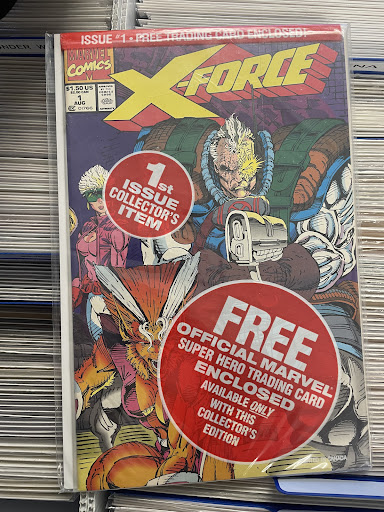 ISSUE #1 • FREE TRADING CARD ENCLOSED!
MARVEL
COMICS
X-FORCE
$1.50 US
1
AUG
1st
ISSUE
COLLECTOR'S
ITEM
FREE
OFFICIAL MARVEL
SUPER HERO TRADING CARD
ENCLOSED
AVAILABLE ONLY
WITH THIS
COLLECTOR'S
EDITION